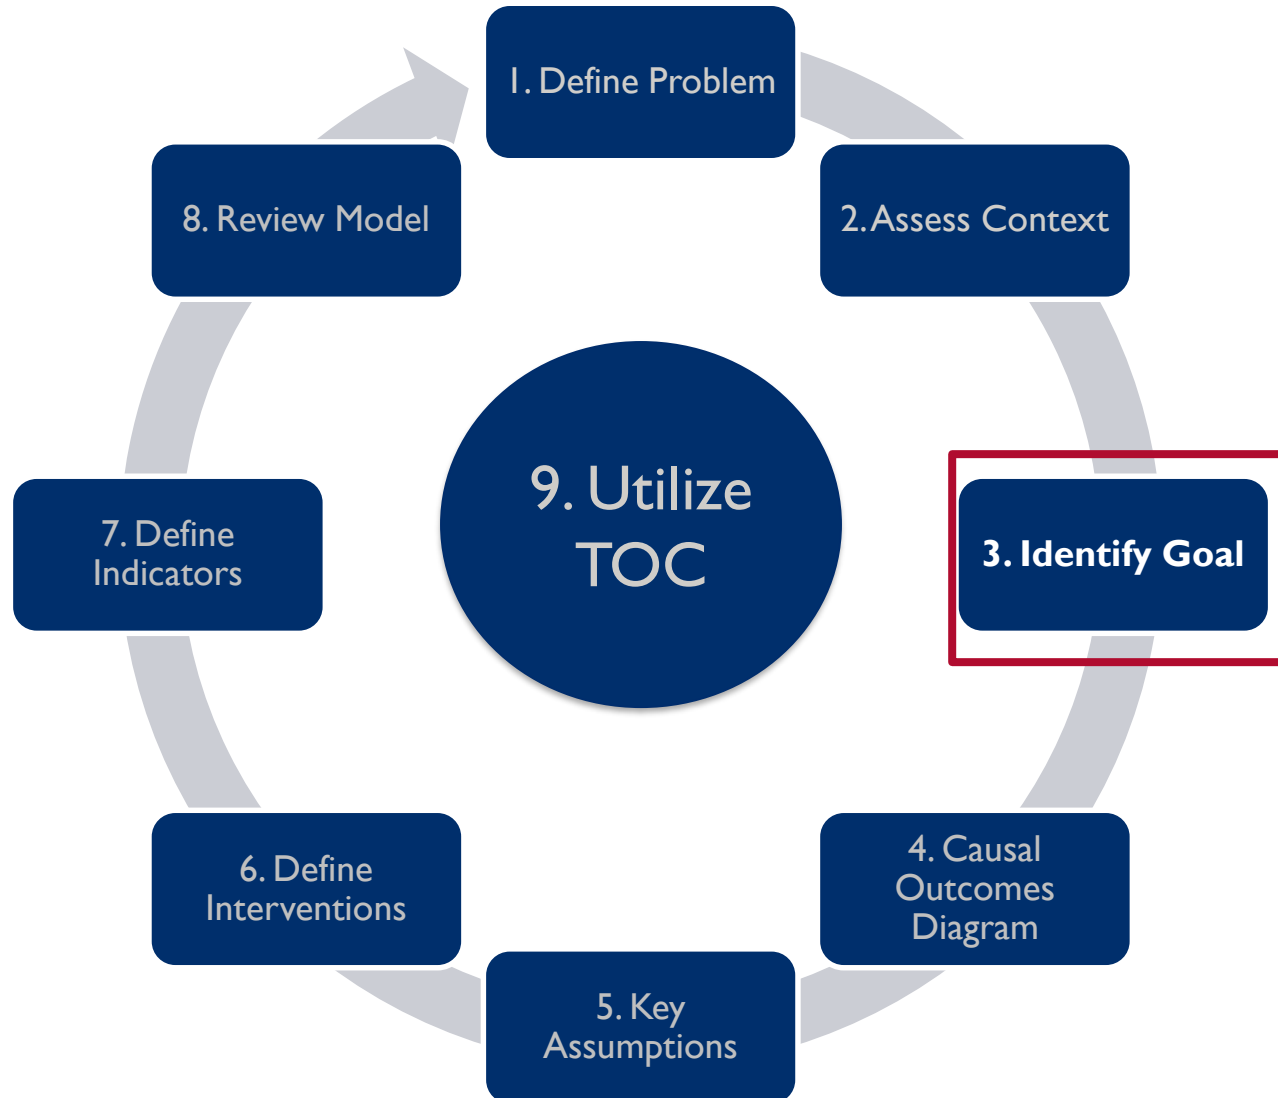 1. Define Problem
2. Assess Context
3. Identify Goal
4. Causal
Outcomes
Diagram
5. Key
Assumptions
6. Define
Interventions
7. Define
Indicators
8. Review Model
9. Utilize
TOC